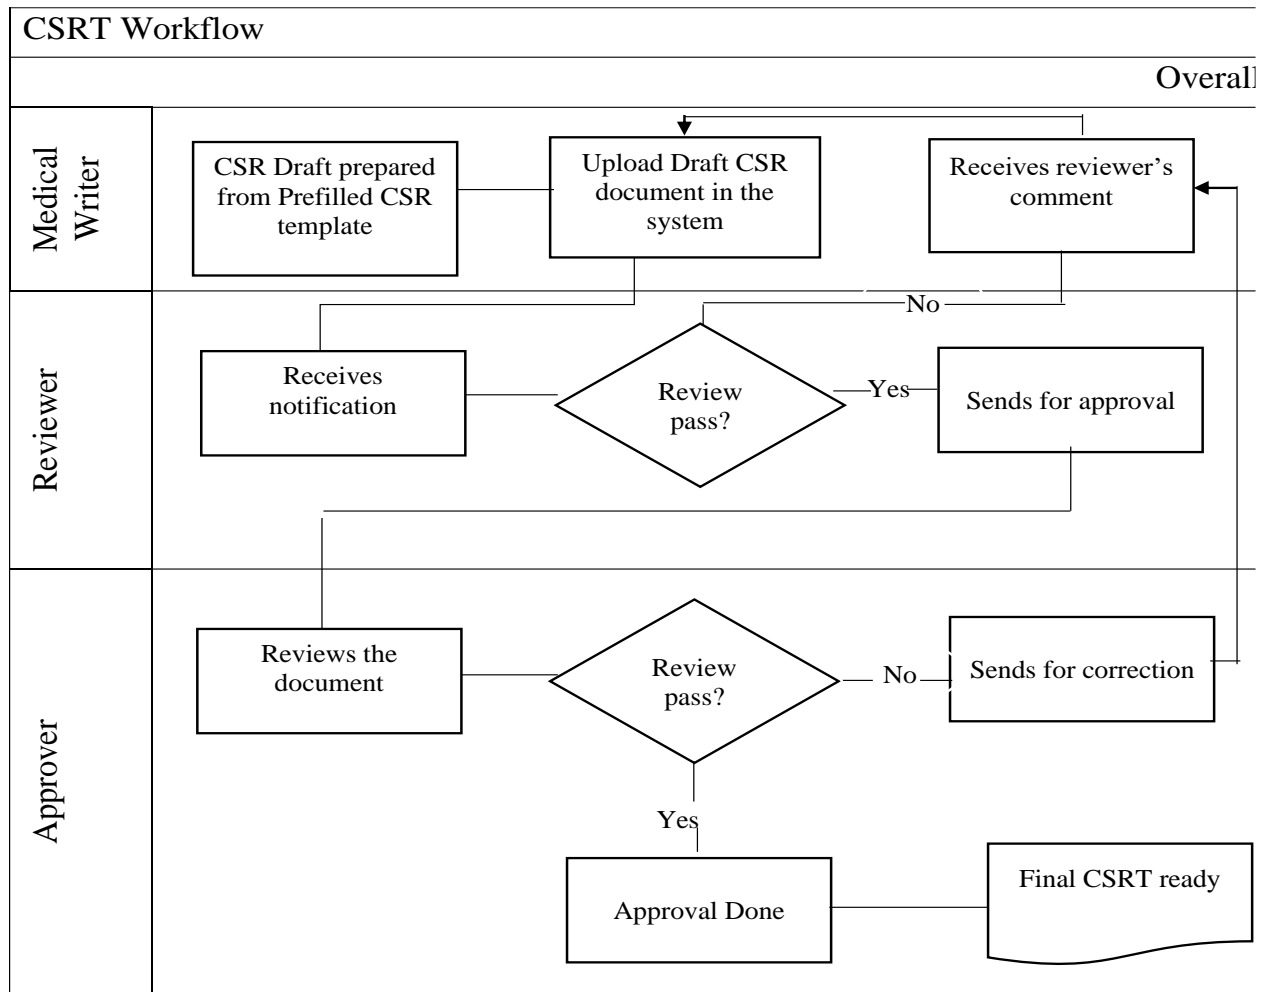 CSRT Workflow
Overall
Medical
Writer
CSR Draft prepared
from Prefilled CSR
template
Upload Draft CSR
document in the
system
Receives reviewer’s
comment
No
Reviewer
Receives
notification
Review
pass?
Yes
Sends for approval
Approver
Reviews the
document
Review
pass?
No
Sends for correction
Yes
Approval Done
Final CSRT ready